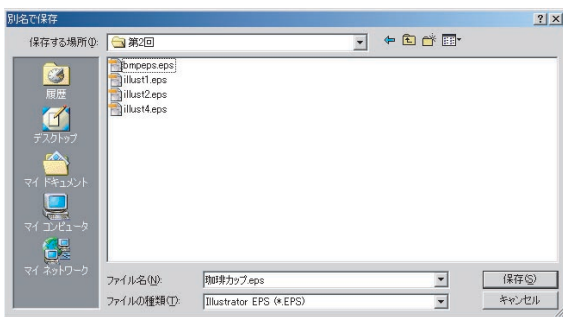 別名で保存
保存する場所(I):
第2回
bmpeps.eps
illust1.eps
illust2.eps
illust4.eps
履歴
デスクトップ
マイ ドキュメント
マイ コンピュータ
マイ ネットワーク
ファイル名(N):
珈琲カップ.eps
保存(S)
ファイルの種類(T):
Illustrator EPS (*.EPS)
キャンセル